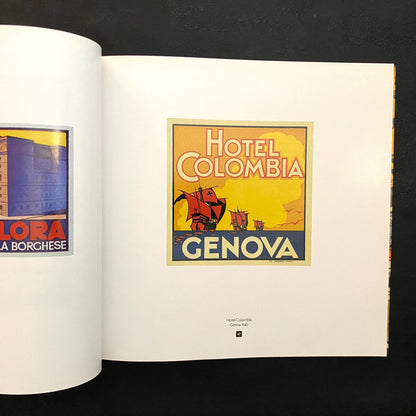 LORA
A BORGHESE
HOTEL
COLOMBIA
GENOVA
Hotel Colombia
Genoa, Italy